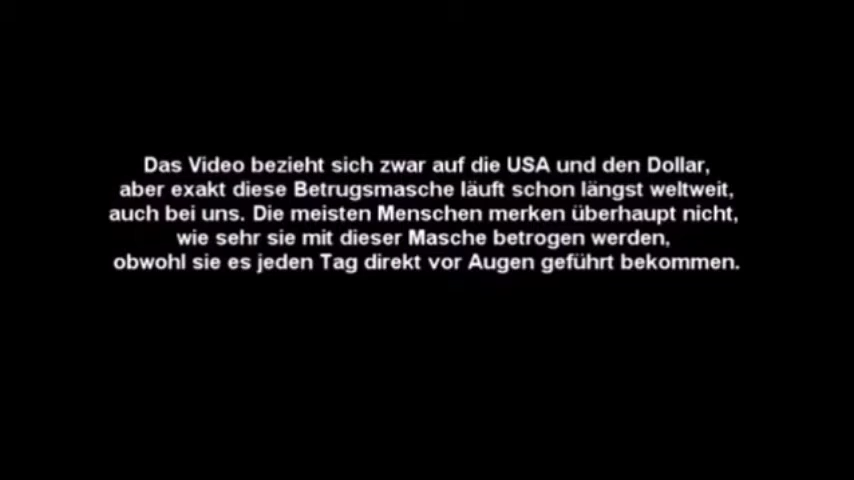 Das Video bezieht sich zwar auf die USA und den Dollar,
aber exakt diese Betrugsmasche läuft schon längst weltweit,
auch bei uns. Die meisten Menschen merken überhaupt nicht,
wie sehr sie mit dieser Masche betrogen werden,
obwohl sie es jeden Tag direkt vor Augen geführt bekommen.